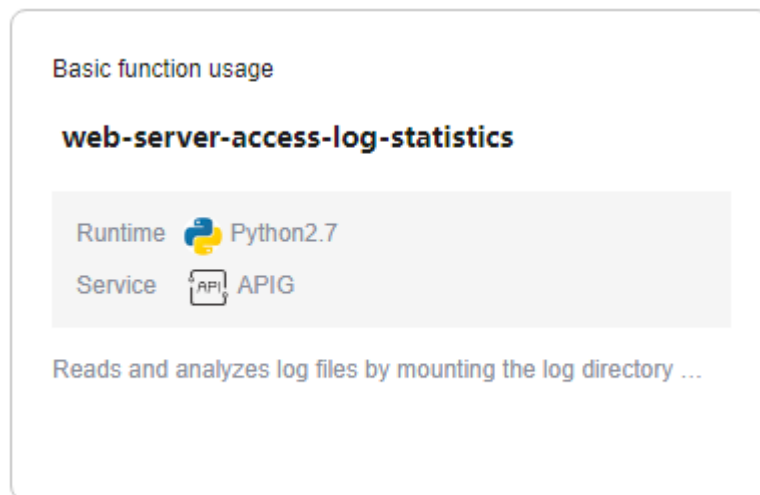 Basic function usage
web-server-access-log-statistics
Runtime Python2.7
Service API APIG
Reads and analyzes log files by mounting the log directory ...